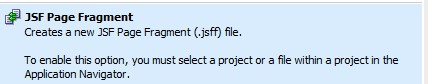 JSF Page Fragment
Creates a new JSF Page Fragment (.jsff) file.
To enable this option, you must select a project or a file within a project in the
Application Navigator.